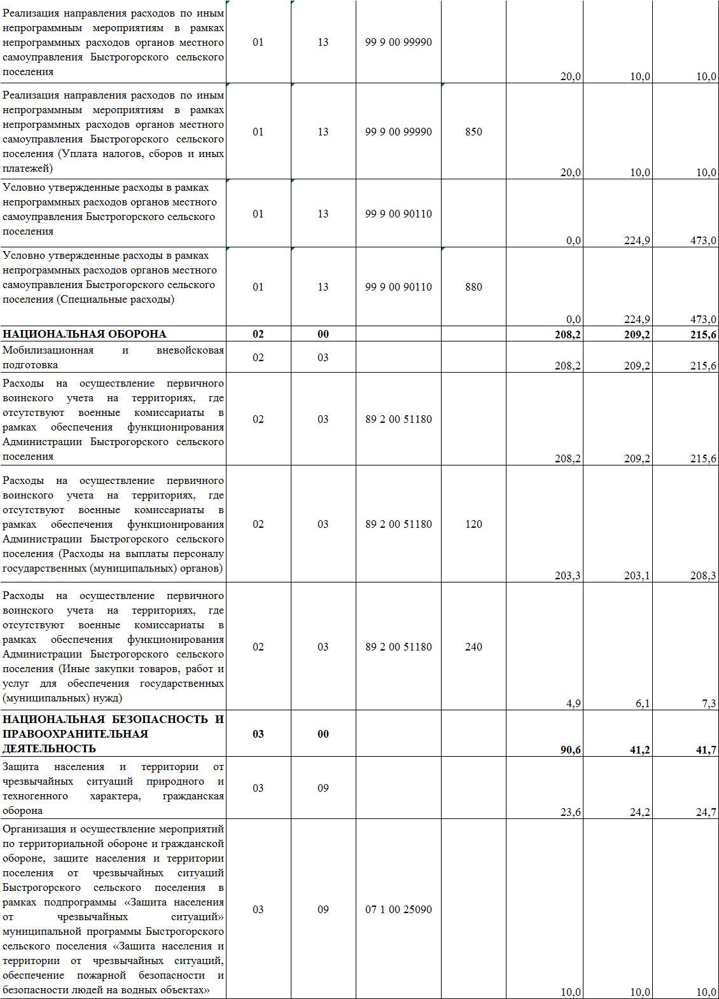 Реализация направления расходов по иным
непрограммным мероприятиям в рамках
непрограммных расходов органов местного
самоуправления Быстрогорского сельского
поселения
01 13 99 9 00 99990 20,0 10,0 10,0
Реализация направления расходов по иным
непрограммным мероприятиям в рамках
непрограммных расходов органов местного
самоуправления Быстрогорского сельского
поселения (Уплата налогов, сборов и иных
платежей)
01 13 99 9 00 99990 850 20,0 10,0 10,0
Условно утвержденные расходы в рамках
непрограммных расходов органов местного
самоуправления Быстрогорского сельского
поселения
01 13 99 9 00 90110 0,0 224,9 473,0
Условно утвержденные расходы в рамках
непрограммных расходов органов местного
самоуправления Быстрогорского сельского
поселения (Специальные расходы)
01 13 99 9 00 90110 880 0,0 224,9 473,0
НАЦИОНАЛЬНАЯ ОБОРОНА 02 00 208,2 209,2 215,6
Мобилизационная и вневойсковая
подготовка
02 03 208,2 209,2 215,6
Расходы на осуществление первичного
воинского учета на территориях, где
отсутствуют военные комиссариаты в
рамках обеспечения функционирования
Администрации Быстрогорского сельского
поселения
02 03 89 2 00 51180 208,2 209,2 215,6
Расходы на осуществление первичного
воинского учета на территориях, где
отсутствуют военные комиссариаты в
рамках обеспечения функционирования
Администрации Быстрогорского сельского
поселения (Расходы на выплаты персоналу
государственных (муниципальных) органов)
02 03 89 2 00 51180 120 203,3 203,1 208,3
Расходы на осуществление первичного
воинского учета на территориях, где
отсутствуют военные комиссариаты в
рамках обеспечения функционирования
Администрации Быстрогорского сельского
поселения (Иные закупки товаров, работ и
услуг для обеспечения государственных
(муниципальных) нужд)
02 03 89 2 00 51180 240 4,9 6,1 7,3
НАЦИОНАЛЬНАЯ БЕЗОПАСНОСТЬ И
ПРАВООХРАНИТЕЛЬНАЯ
ДЕЯТЕЛЬНОСТЬ
03 00 90,6 41,2 41,7
Защита населения и территории от
чрезвычайных ситуаций природного и
техногенного характера, гражданская
оборона
03 09 23,6 24,2 24,7
Организация и осуществление мероприятий
по территориальной обороне и гражданской
обороне, защите населения и территории
поселения от чрезвычайных ситуаций
Быстрогорского сельского поселения в
рамках подпрограммы «Защита населения
от чрезвычайных ситуаций»
муниципальной программы Быстрогорского
сельского поселения «Защита населения и
территории от чрезвычайных ситуаций,
обеспечение пожарной безопасности и
безопасности людей на водных объектах»
03 09 07 1 00 25090 10,0 10,0 10,0